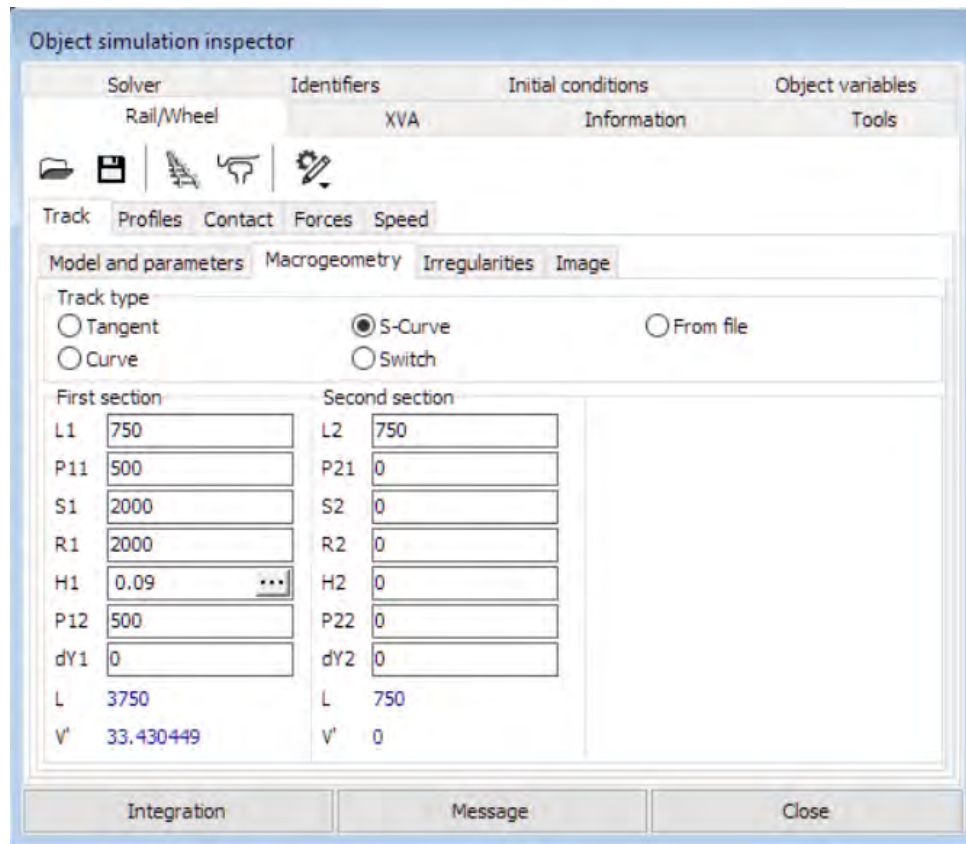 Object simulation inspector
Solver Identifiers Initial conditions Object variables
Rail/Wheel XVA Information Tools
Track Profiles Contact Forces Speed
Model and parameters Macrogeometry Irregularities Image
Track type
Tangent S-Curve From file
Curve Switch
First section Second section
L1 750 L2 750
P11 500 P21 0
S1 2000 S2 0
R1 2000 R2 0
H1 0.09 ... H2 0
P12 500 P22 0
dY1 0 dY2 0
L 3750 L 750
V' 33.430449 V' 0
Integration Message Close